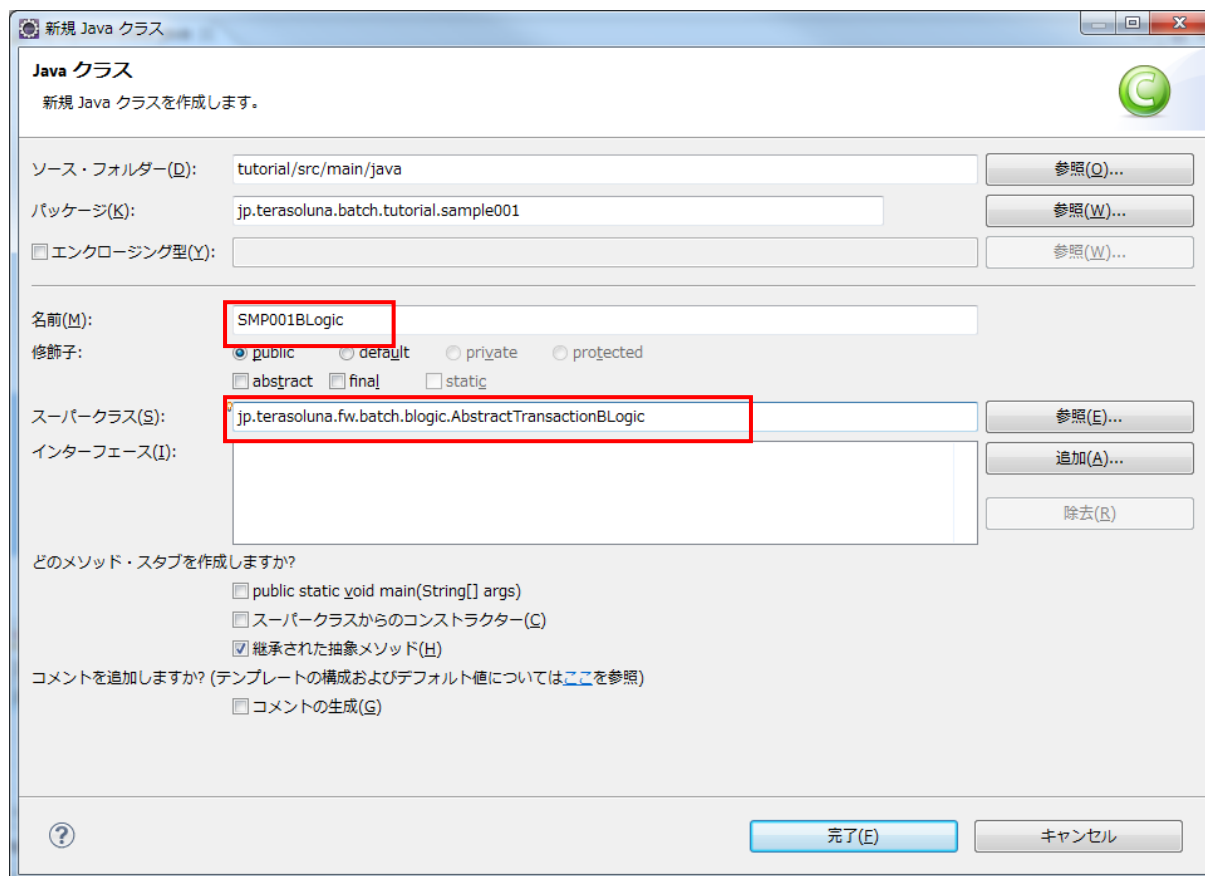 新規 Java クラス
Java クラス
新規 Java クラスを作成します。
ソース・フォルダー(D): tutorial/src/main/java 参照(O)...
パッケージ(K): jp.terasoluna.batch.tutorial.sample001 参照(W)...
エンクロージング型(Y): 参照(W)...
名前(M): SMP001BLogic
修飾子: public default private protected
abstract final static
スーパークラス(S): jp.terasoluna.fw.batch.blogic.AbstractTransactionBLogic 参照(E)...
インターフェース(I): 追加(A)...
除去(R)
どのメソッド・スタブを作成しますか?
public static void main(String[] args)
スーパークラスからのコンストラクター(C)
継承された抽象メソッド(H)
コメントを追加しますか? (テンプレートの構成およびデフォルト値についてはここを参照)
コメントの生成(G)
? 完了(F) キャンセル